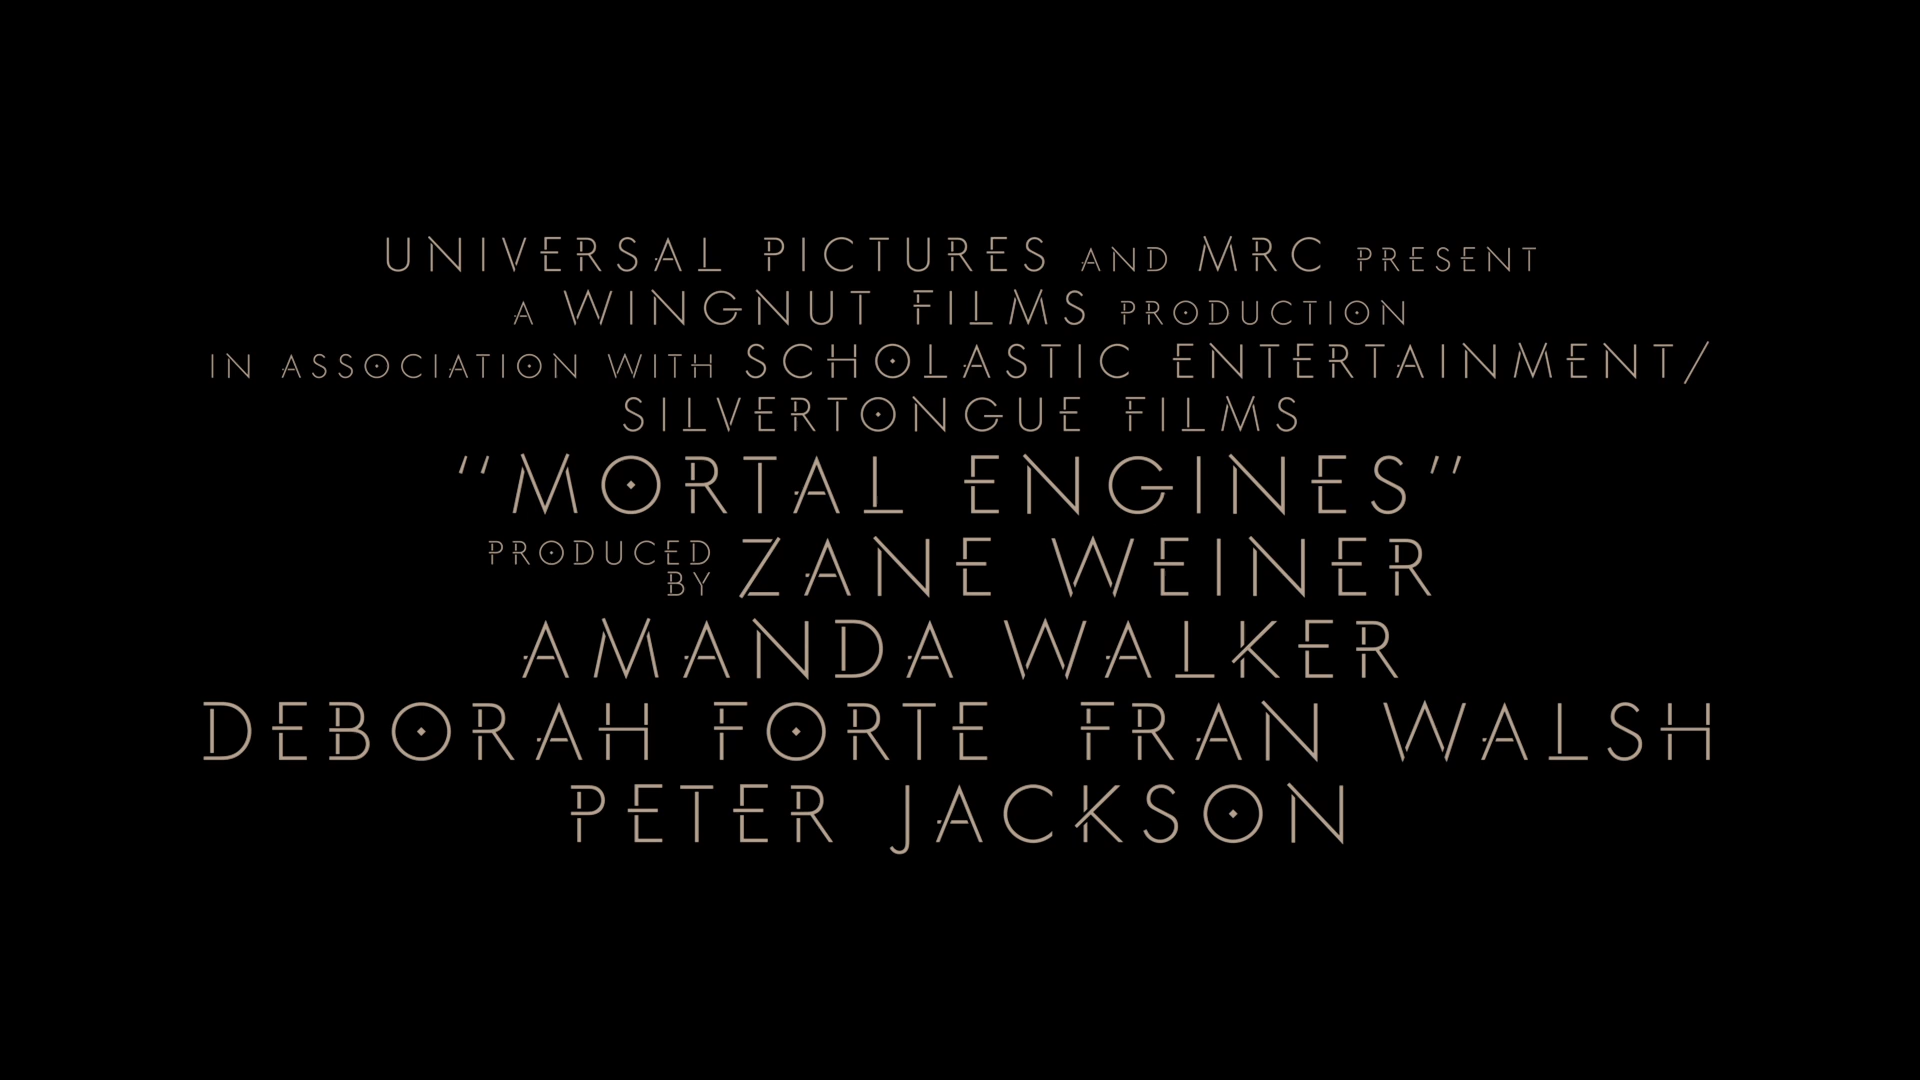 UNIVERSAL PICTURES AND MRC PRESENT
A WINGNUT FILMS PRODUCTION
IN ASSOCIATION WITH SCHOLASTIC ENTERTAINMENT/
SILVERTONGUE FILMS
"MORTAL ENGINES"
PRODUCED BY ZANE WEINER
AMANDA WALKER
DEBORAH FORTE FRAN WALSH
PETER JACKSON